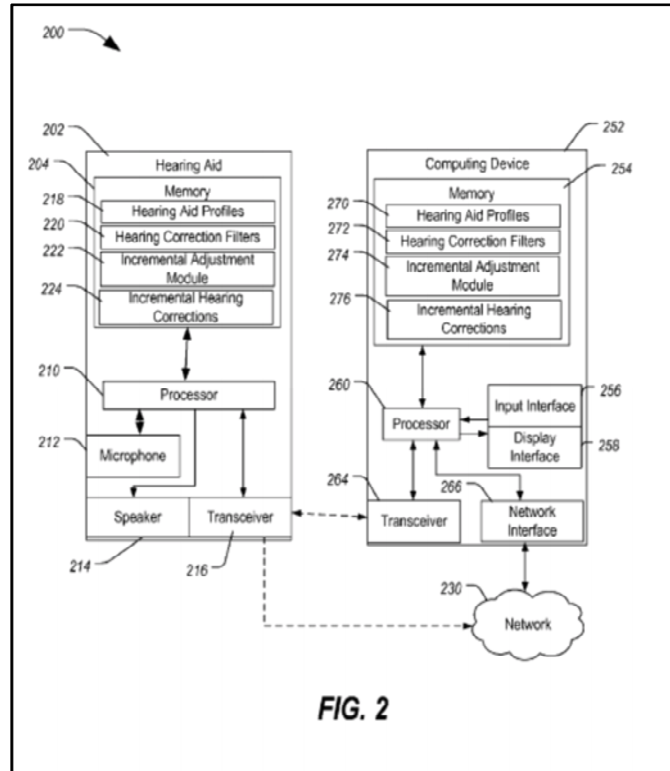 200
202
Hearing Aid
204
Memory
218
Hearing Aid Profiles
220
Hearing Correction Filters
222
Incremental Adjustment
Module
224
Incremental Hearing
Corrections
210
Processor
212
Microphone
Speaker
Transceiver
214
216
252
Computing Device
254
Memory
270
Hearing Aid Profiles
272
Hearing Correction Filters
274
Incremental Adjustment
Module
276
Incremental Hearing
Corrections
260
Processor
256
Input Interface
Display
Interface
258
264
Transceiver
266
Network
Interface
230
Network
FIG. 2